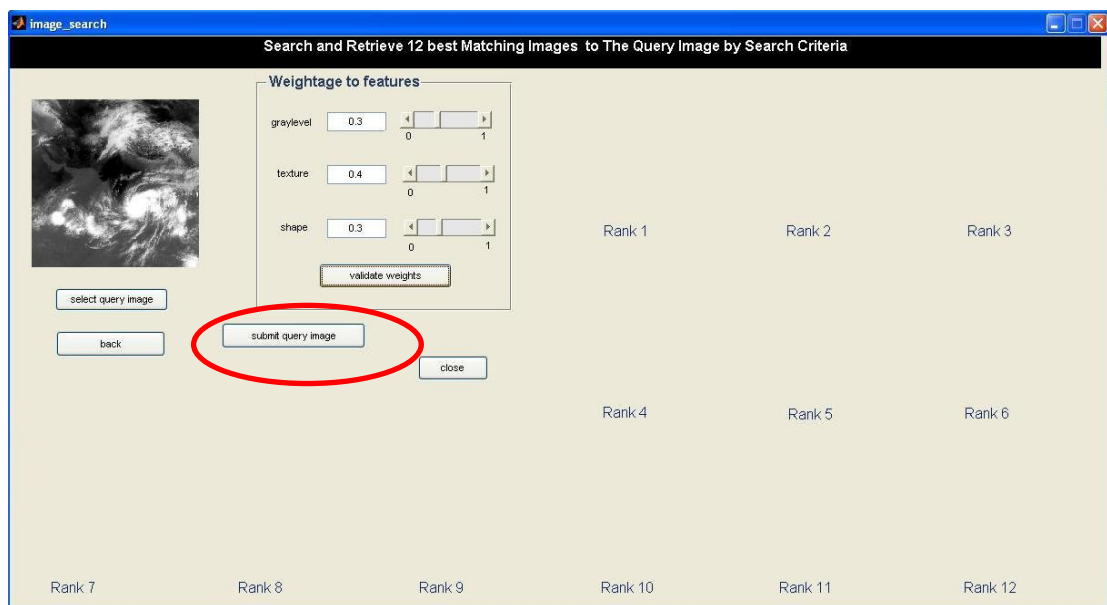 image_search
Search and Retrieve 12 best Matching Images to The Query Image by Search Criteria
Weightage to features
graylevel 0.3
0 1
texture 0.4
0 1
shape 0.3
0 1
validate weights
select query image
submit query image
back
close
Rank 1 Rank 2 Rank 3
Rank 4 Rank 5 Rank 6
Rank 7 Rank 8 Rank 9 Rank 10 Rank 11 Rank 12